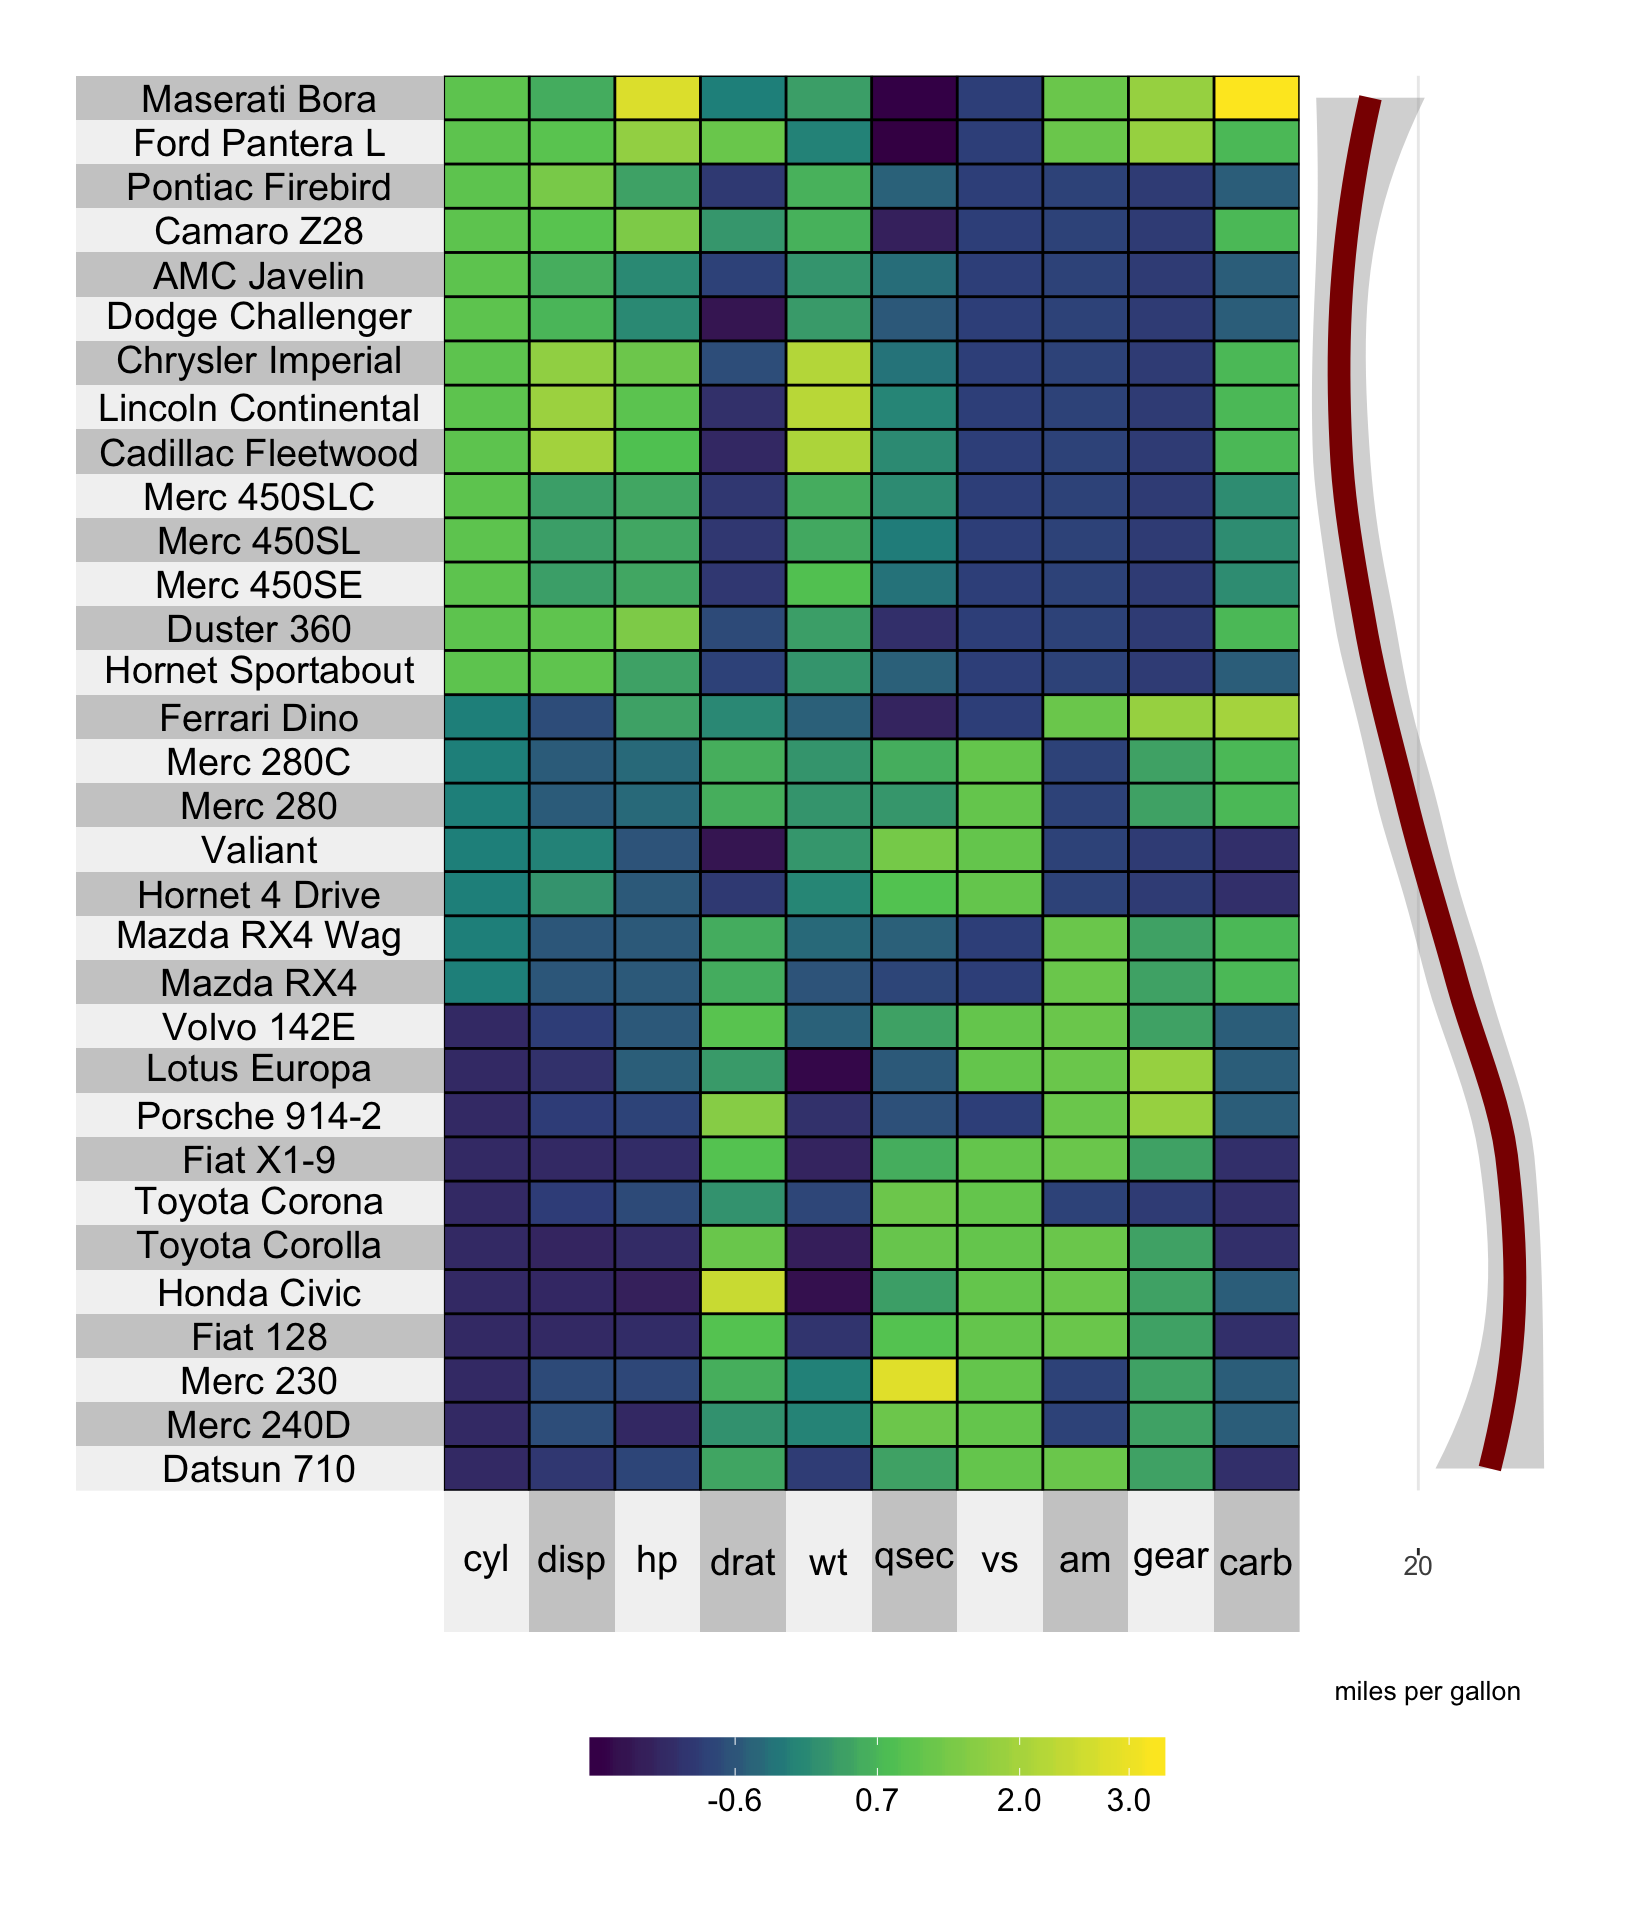 Maserati Bora
Ford Pantera L
Pontiac Firebird
Camaro Z28
AMC Javelin
Dodge Challenger
Chrysler Imperial
Lincoln Continental
Cadillac Fleetwood
Merc 450SLC
Merc 450SL
Merc 450SE
Duster 360
Hornet Sportabout
Ferrari Dino
Merc 280C
Merc 280
Valiant
Hornet 4 Drive
Mazda RX4 Wag
Mazda RX4
Volvo 142E
Lotus Europa
Porsche 914-2
Fiat X1-9
Toyota Corona
Toyota Corolla
Honda Civic
Fiat 128
Merc 230
Merc 240D
Datsun 710
cyl disp hp drat wt qsec vs am gear carb 20
miles per gallon
-0.6 0.7 2.0 3.0